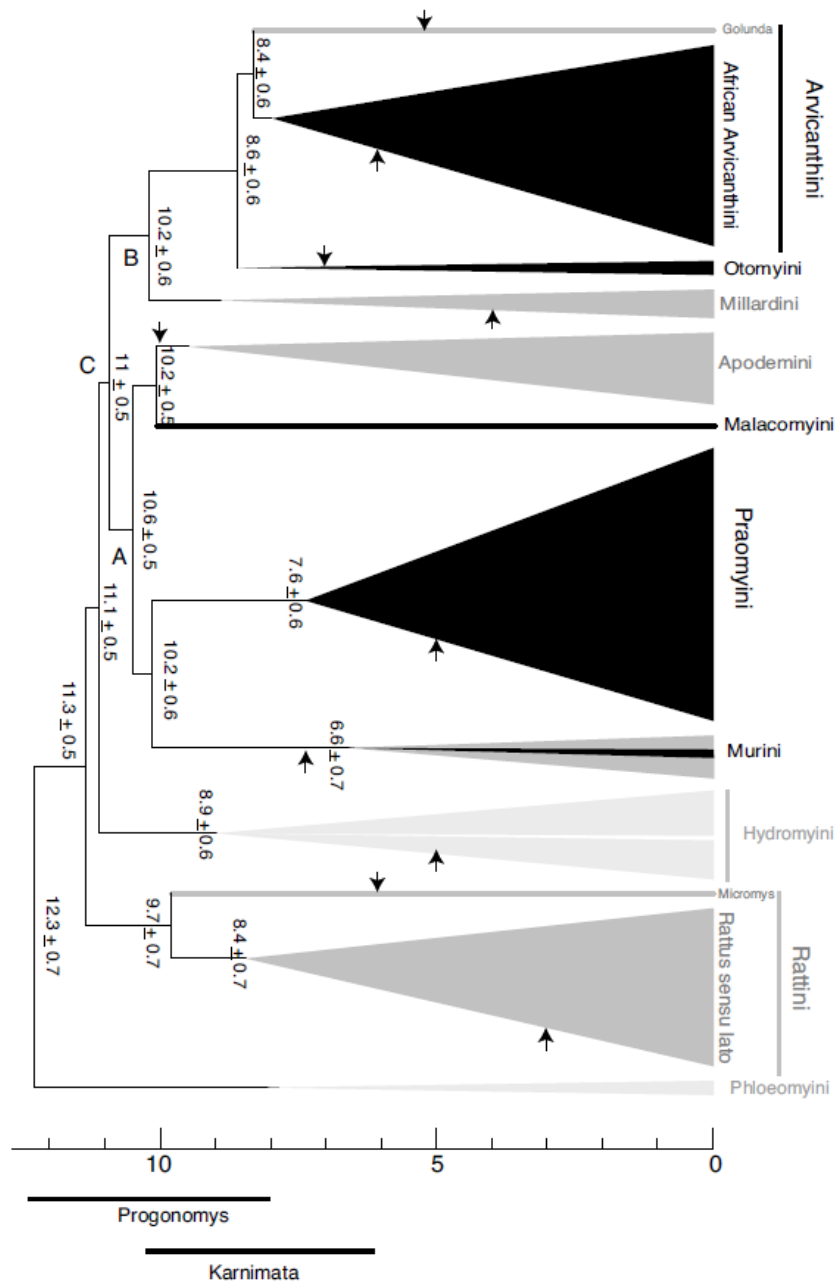 Golunda
8.4 ± 0.6
African Arvicanthini
Arvicanthini
8.6 ± 0.6
Otomyini
B
10.2 ± 0.6
Millardini
C
11 ± 0.5
10.2 ± 0.5
Apodemini
Malacomyini
A
10.6 ± 0.5
7.6 ± 0.6
Praomyini
11.1 ± 0.5
10.2 ± 0.6
11.3 ± 0.5
6.6 ± 0.7
Murini
8.9 ± 0.6
Hydromyini
Micromys
12.3 ± 0.7
9.7 ± 0.7
8.4 ± 0.7
Rattus sensu lato
Rattini
Phloeomyini
10 5 0
Progonomys
Karnimata